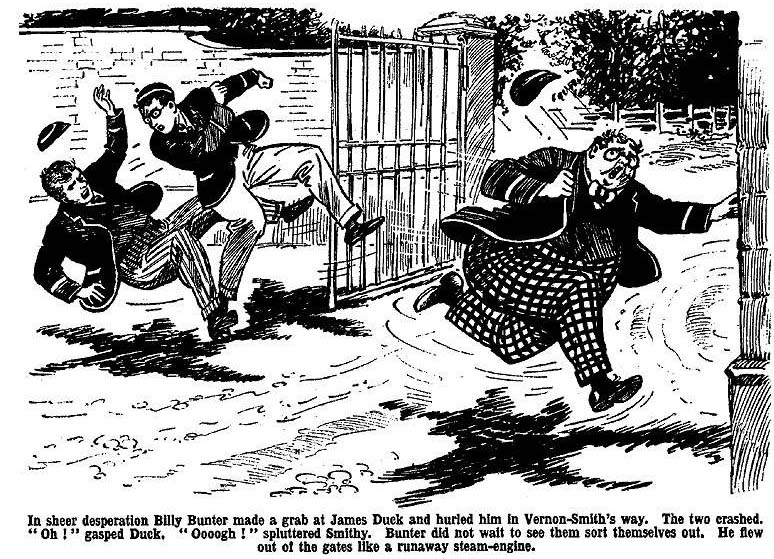 In sheer desperation Billy Bunter made a grab at James Duck and hurled him in Vernon-Smith's way. The two crashed.
"Oh!" gasped Duck. "Oooogh!" spluttered Smithy. Bunter did not wait to see them sort themselves out. He flew
out of the gates like a runaway steam-engine.